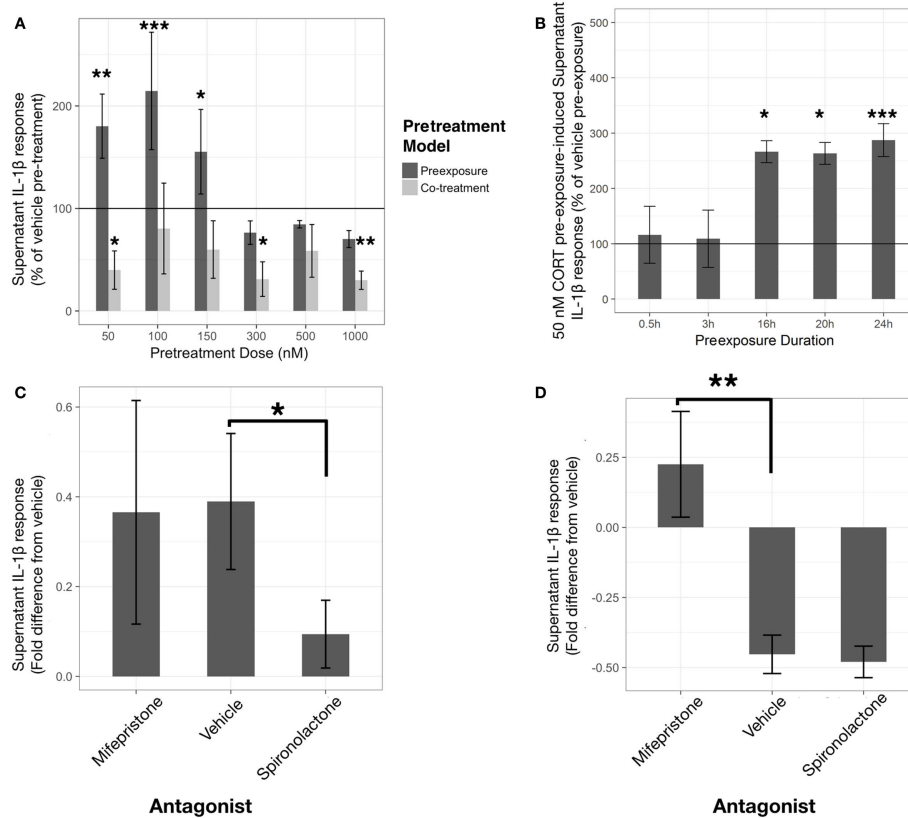 A
Supernatant IL-1β response
(% of vehicle pre-treatment)
200
100
0
**
***
*
*
*
**
50
100
150
300
500
1000
Pretreatment Dose (nM)
Pretreatment
Model
Preexposure
Co-treatment
B
50 nM CORT pre-exposure-induced Supernatant
IL-1β response (% of vehicle pre-exposure)
500
400
300
200
100
0
*
*
***
0.5h
3h
16h
20h
24h
Preexposure Duration
C
Supernatant IL-1β response
(Fold difference from vehicle)
0.6
0.4
0.2
0.0
*
Mifepristone
Vehicle
Spironolactone
Antagonist
D
Supernatant IL-1β response
(Fold difference from vehicle)
0.25
0.00
-0.25
-0.50
**
Mifepristone
Vehicle
Spironolactone
Antagonist